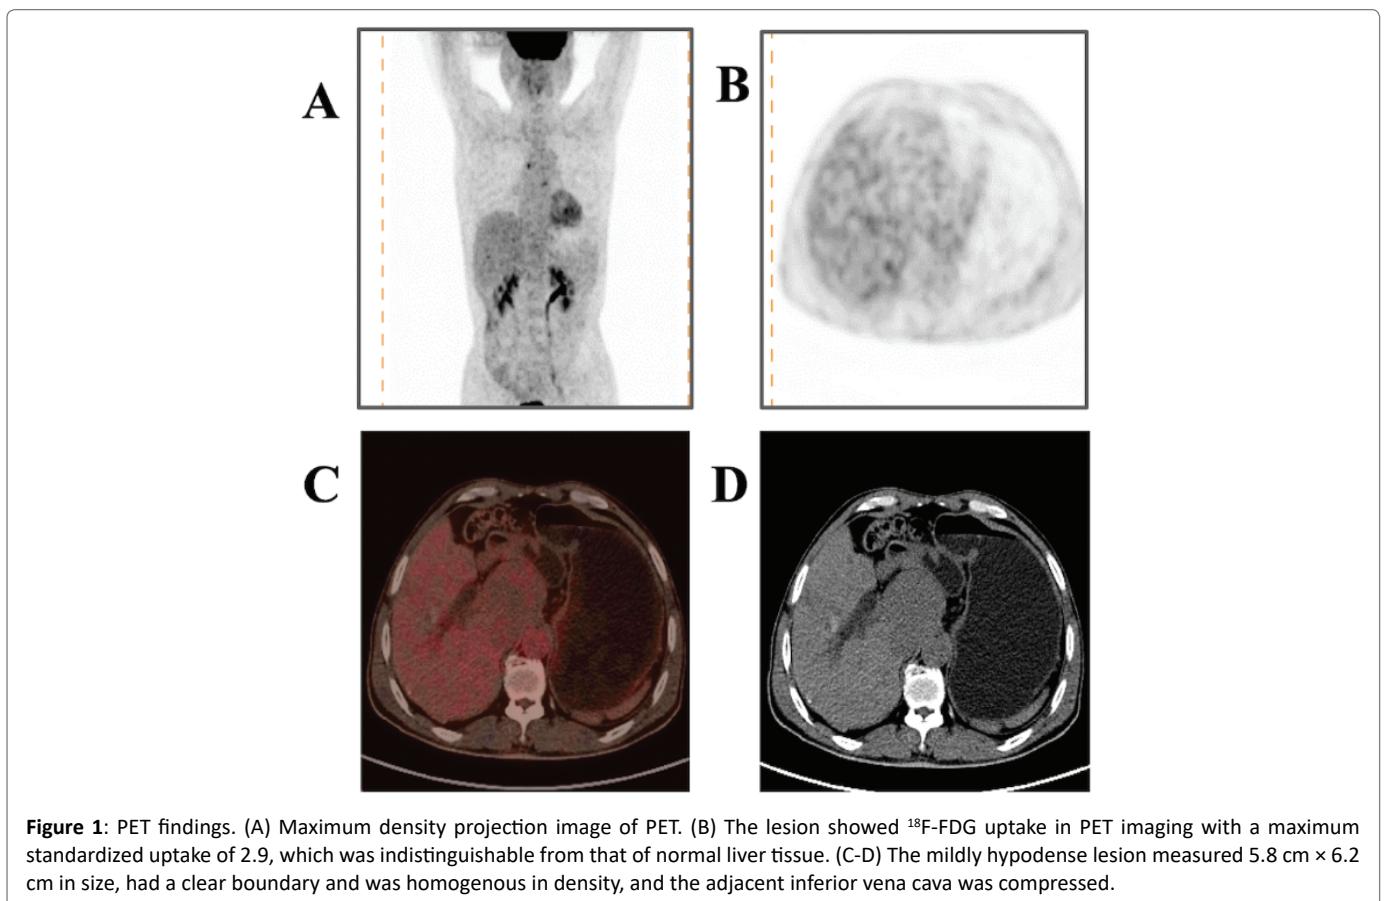 A
B
C
D
Figure 1: PET findings. (A) Maximum density projection image of PET. (B) The lesion showed ¹⁸F-FDG uptake in PET imaging with a maximum
standardized uptake of 2.9, which was indistinguishable from that of normal liver tissue. (C-D) The mildly hypodense lesion measured 5.8 cm × 6.2
cm in size, had a clear boundary and was homogenous in density, and the adjacent inferior vena cava was compressed.